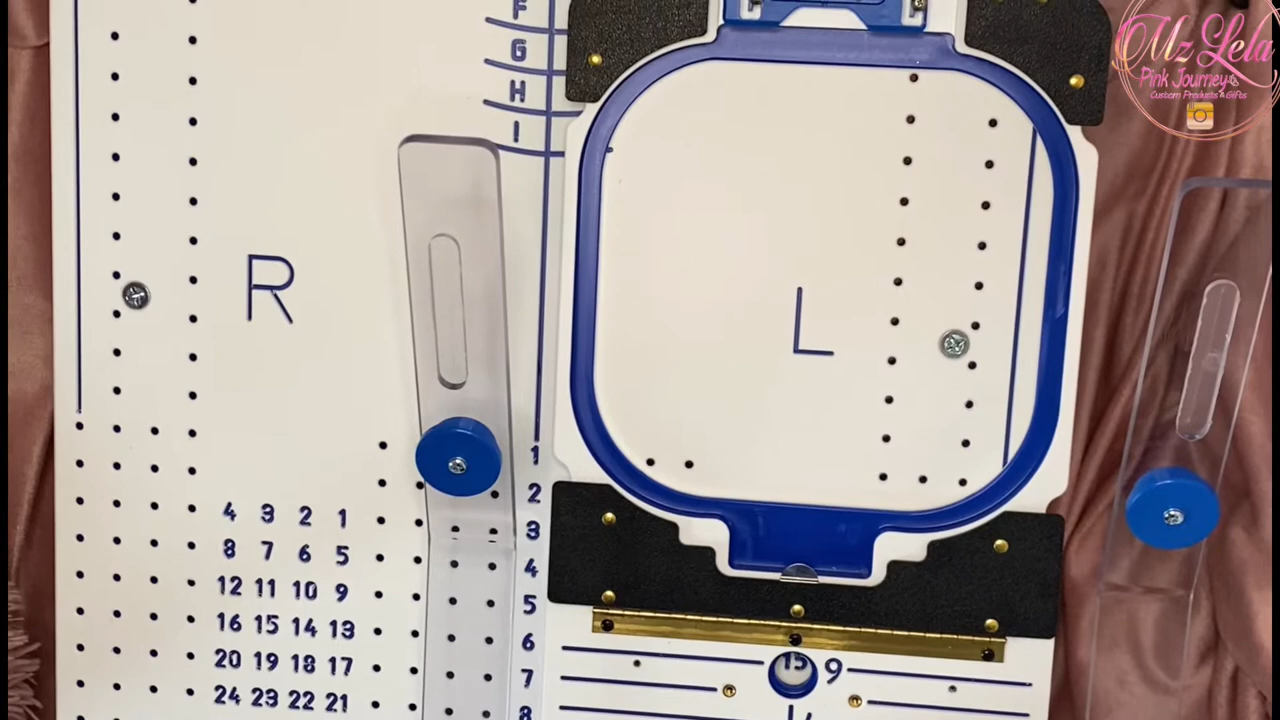 F
G
H
I
Mz Lela
Pink Journey
Custom Products & Gifts
R
L
1
2
3
4
5
6
7
8
4 3 2 1
8 7 6 5
12 11 10 9
16 15 14 13
20 19 18 17
24 23 22 21
15 9